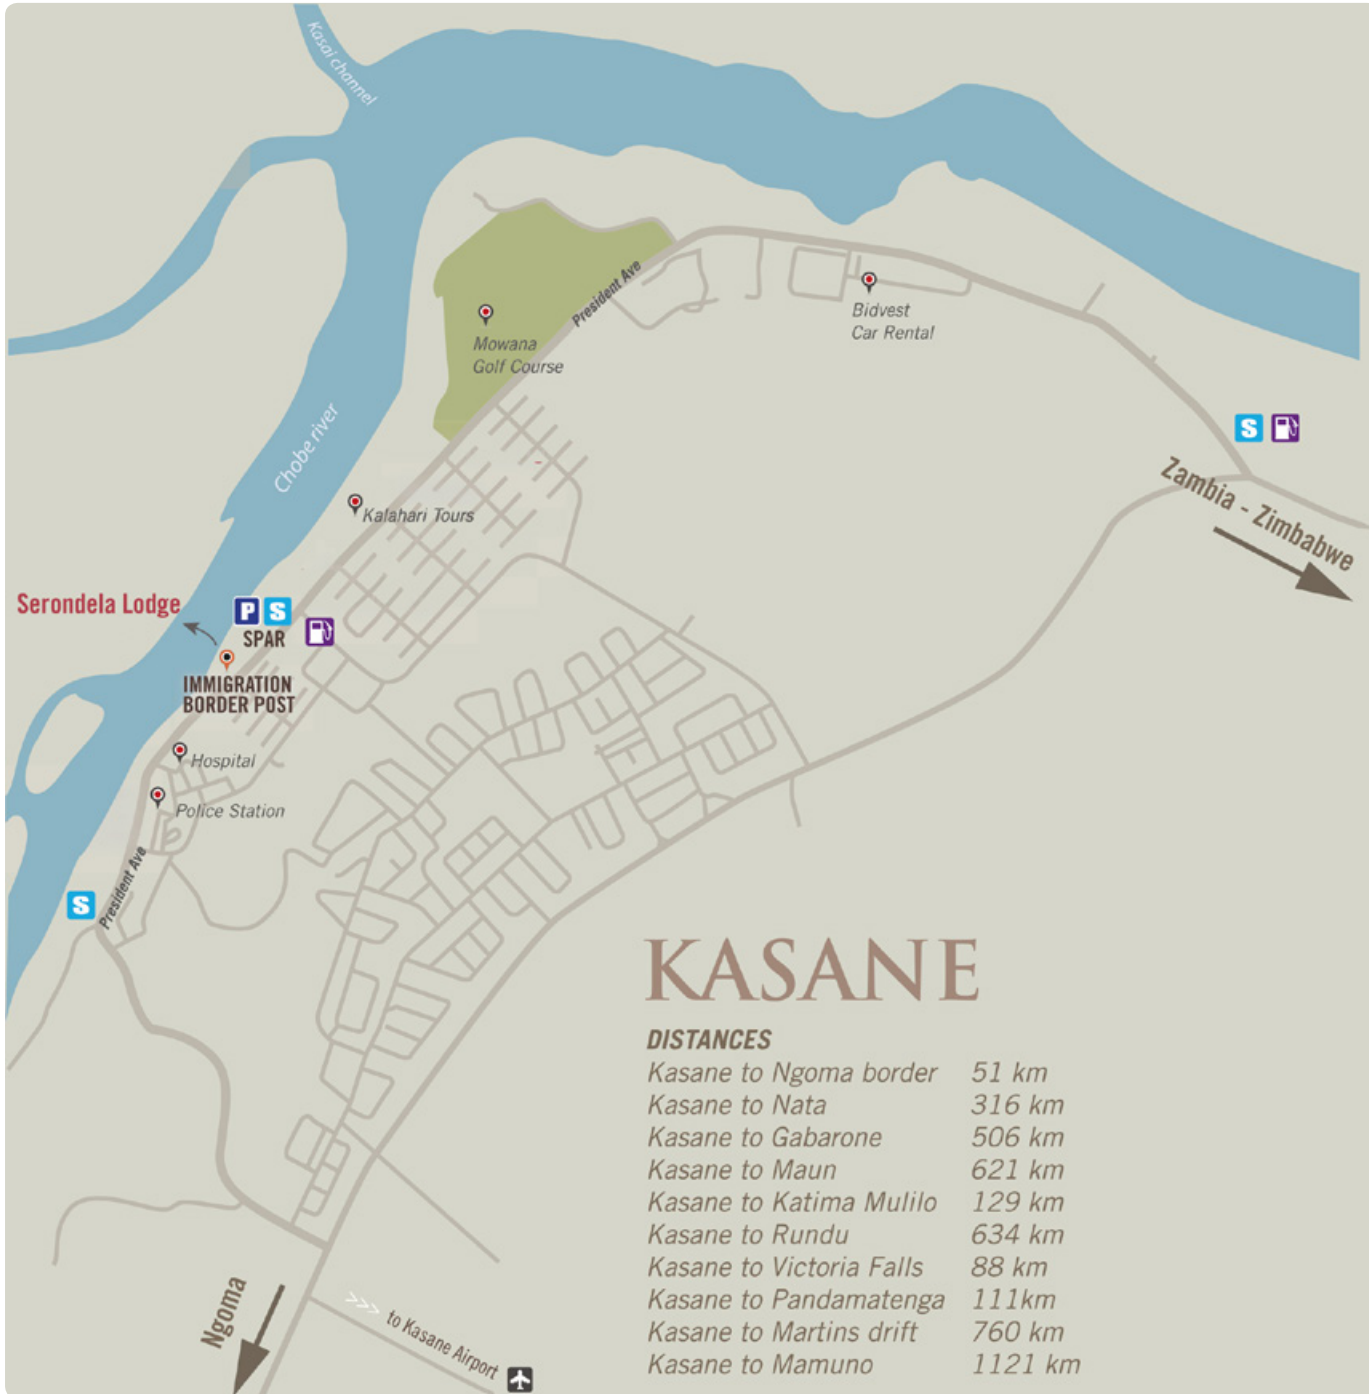 Kasai channel
President Ave
Mowana
Golf Course
Bidvest
Car Rental
Chobe river
S
Zambia - Zimbabwe
Kalahari Tours
Serondela Lodge
P S
SPAR
IMMIGRATION
BORDER POST
Hospital
Police Station
President Ave
S
KASANE
DISTANCES
Kasane to Ngoma border 51 km
Kasane to Nata 316 km
Kasane to Gabarone 506 km
Kasane to Maun 621 km
Kasane to Katima Mulilo 129 km
Kasane to Rundu 634 km
Kasane to Victoria Falls 88 km
Kasane to Pandamatenga 111km
Kasane to Martins drift 760 km
Kasane to Mamuno 1121 km
Ngoma
>>> to Kasane Airport